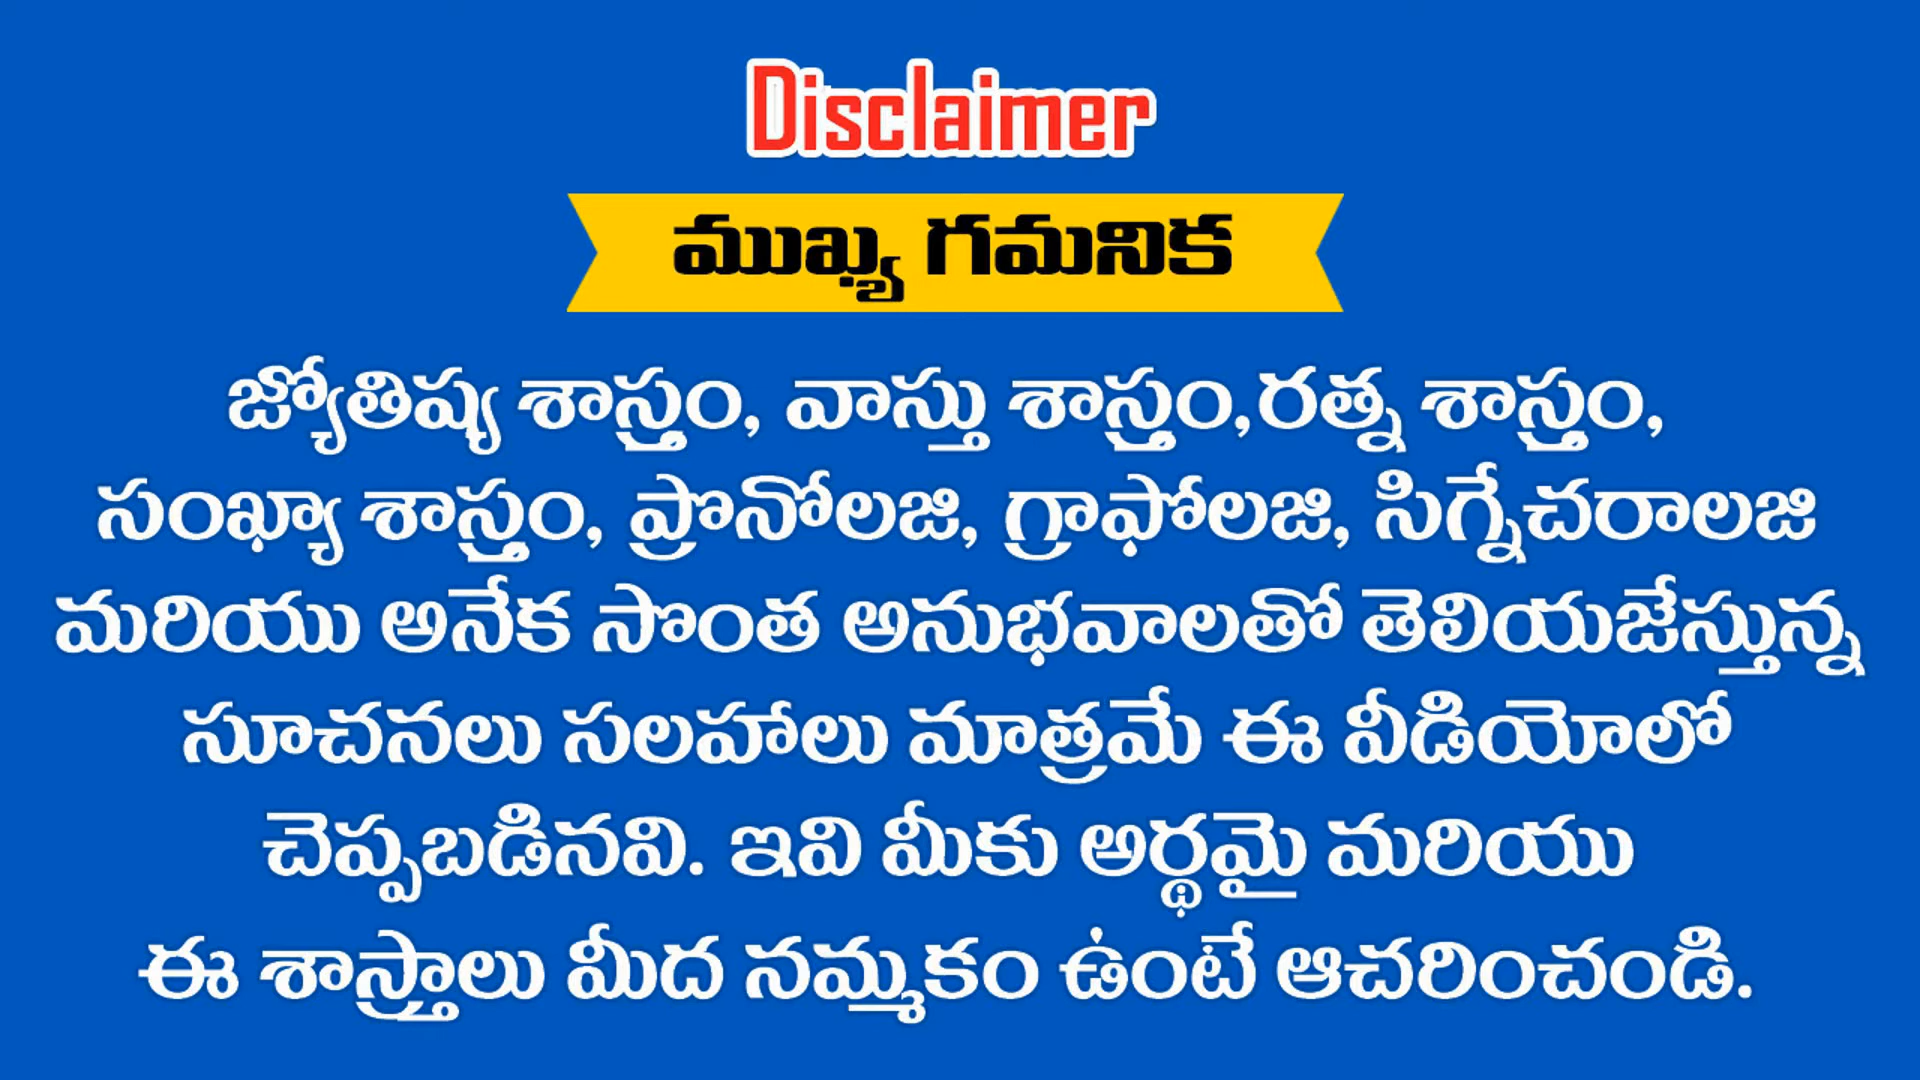 Disclaimer
ముఖ్య గమనిక
జ్యోతిష్య శాస్త్రం, వాస్తు శాస్త్రం,రత్న శాస్త్రం,
సంఖ్యా శాస్త్రం, ప్రొనోలజి, గ్రాఫోలజి, సిగ్నేచరాలజి
మరియు అనేక సొంత అనుభవాలతో తెలియజేస్తున్న
సూచనలు సలహాలు మాత్రమే ఈ వీడియోలో
చెప్పబడినవి. ఇవి మీకు అర్థమై మరియు
ఈ శాస్త్రాలు మీద నమ్మకం ఉంటే ఆచరించండి.